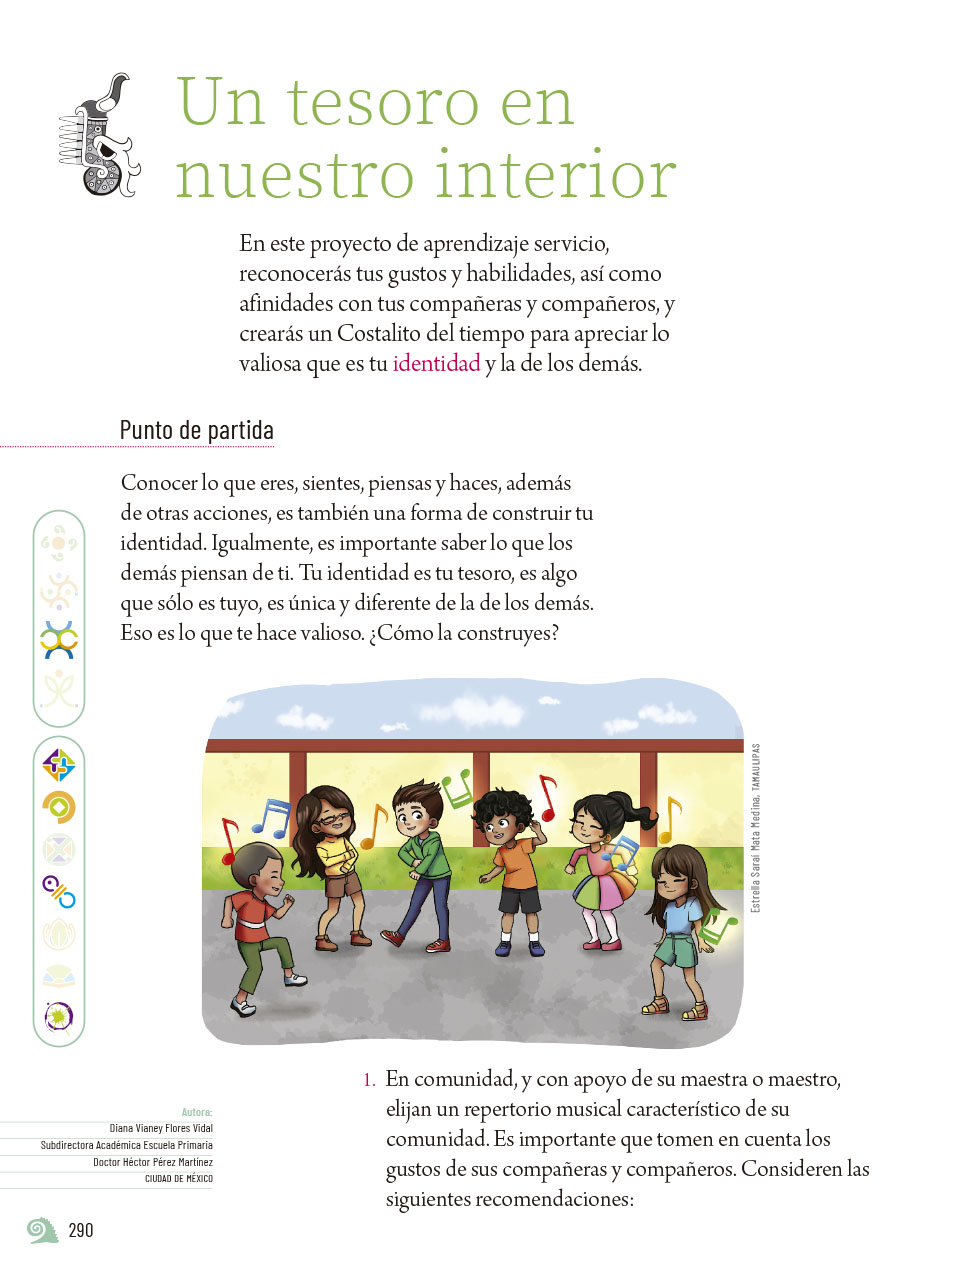 Un tesoro en
nuestro interior
En este proyecto de aprendizaje servicio,
reconocerás tus gustos y habilidades, así como
afinidades con tus compañeras y compañeros, y
crearás un Costalito del tiempo para apreciar lo
valiosa que es tu identidad y la de los demás.
Punto de partida
Conocer lo que eres, sientes, piensas y haces, además
de otras acciones, es también una forma de construir tu
identidad. Igualmente, es importante saber lo que los
demás piensan de ti. Tu identidad es tu tesoro, es algo
que sólo es tuyo, es única y diferente de la de los demás.
Eso es lo que te hace valioso. ¿Cómo la construyes?
Estrella Saraí Mata Medina, TAMAULIPAS
1. En comunidad, y con apoyo de su maestra o maestro,
elijan un repertorio musical característico de su
comunidad. Es importante que tomen en cuenta los
gustos de sus compañeras y compañeros. Consideren las
siguientes recomendaciones:
Autora:
Diana Vianey Flores Vidal
Subdirectora Académica Escuela Primaria
Doctor Héctor Pérez Martínez
CIUDAD DE MÉXICO
290